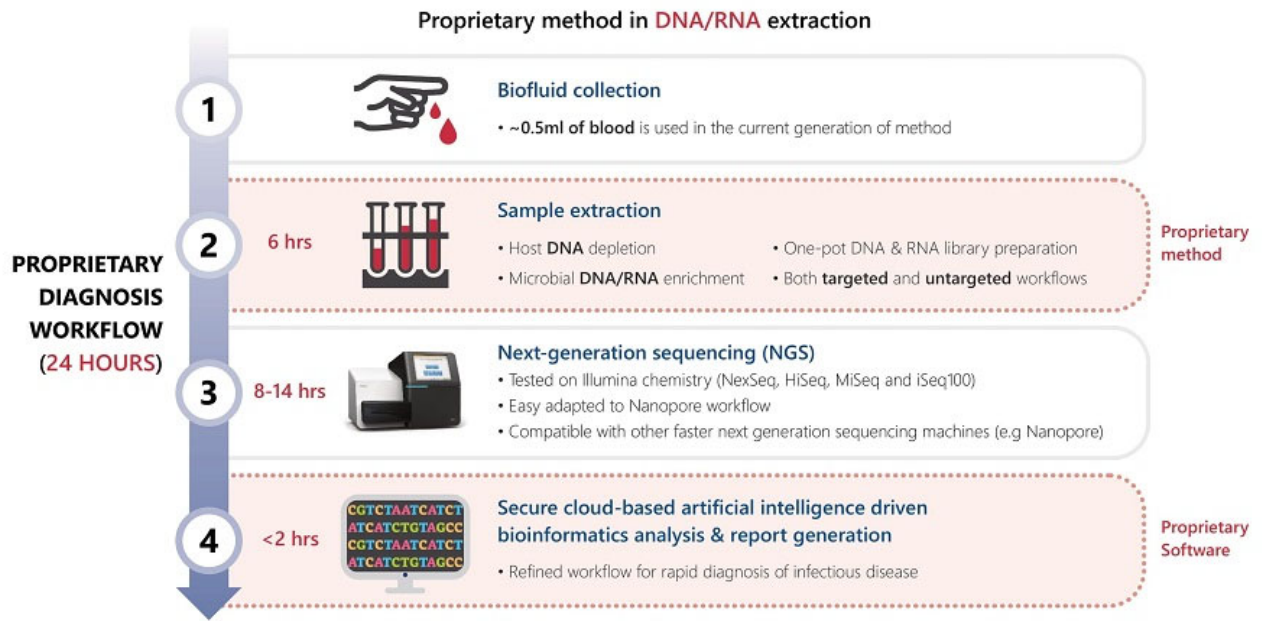 Proprietary method in DNA/RNA extraction
PROPRIETARY
DIAGNOSIS
WORKFLOW
(24 HOURS)
1
Biofluid collection
• ~0.5ml of blood is used in the current generation of method
2
6 hrs
Sample extraction
• Host DNA depletion
• Microbial DNA/RNA enrichment
• One-pot DNA & RNA library preparation
• Both targeted and untargeted workflows
Proprietary
method
3
8-14 hrs
Next-generation sequencing (NGS)
• Tested on Illumina chemistry (NexSeq, HiSeq, MiSeq and iSeq100)
• Easy adapted to Nanopore workflow
• Compatible with other faster next generation sequencing machines (e.g Nanopore)
4
<2 hrs
CGTCTAATCATCT
ATCATCTGTAGCC
CGTCTAATCATCT
ATCATCTGTAGCC
Secure cloud-based artificial intelligence driven
bioinformatics analysis & report generation
• Refined workflow for rapid diagnosis of infectious disease
Proprietary
Software